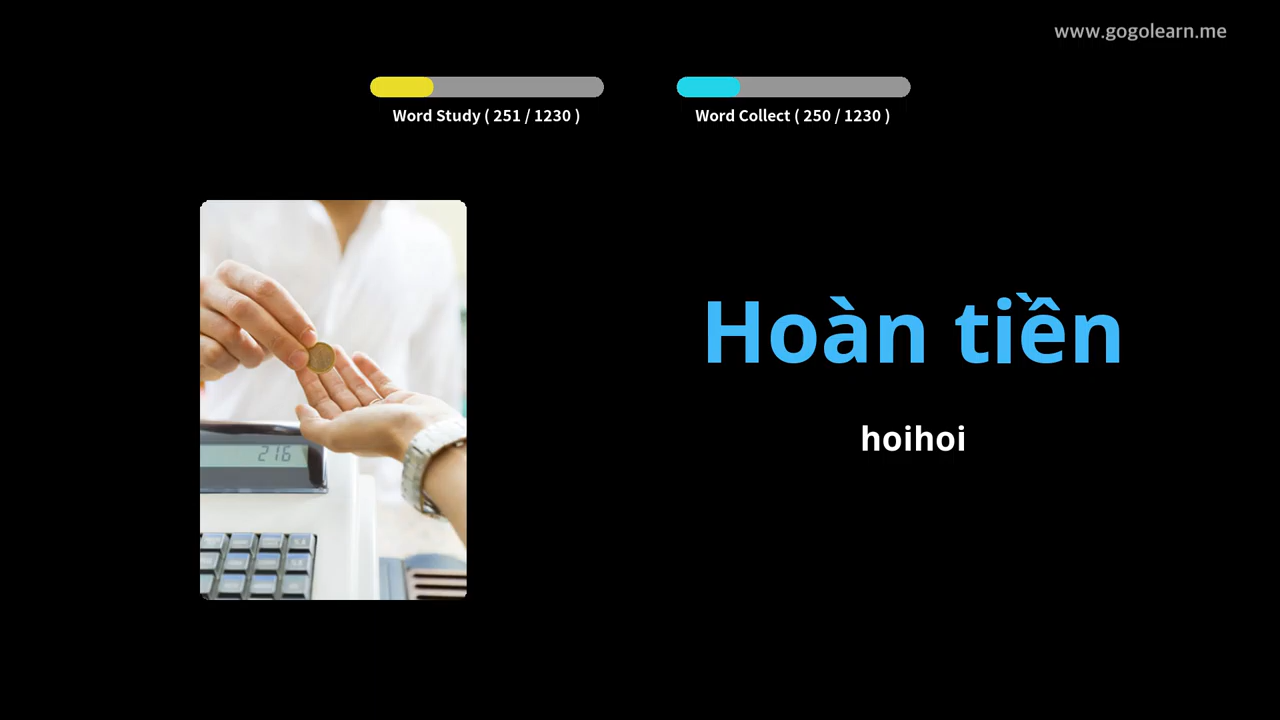 www.gogolearn.me
Word Study ( 251 / 1230 )
Word Collect ( 250 / 1230 )
Hoàn tiền
hoihoi
216